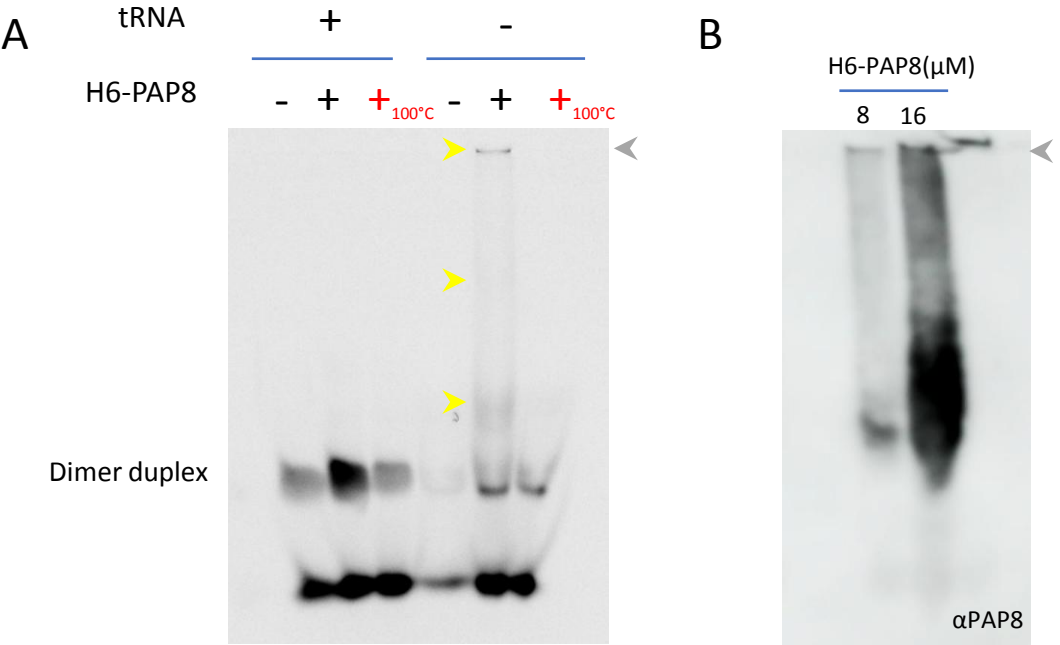 A
tRNA + -
H6-PAP8 - + + 100°C - + + 100°C
Dimer duplex
B
H6-PAP8(µM)
8 16
αPAP8